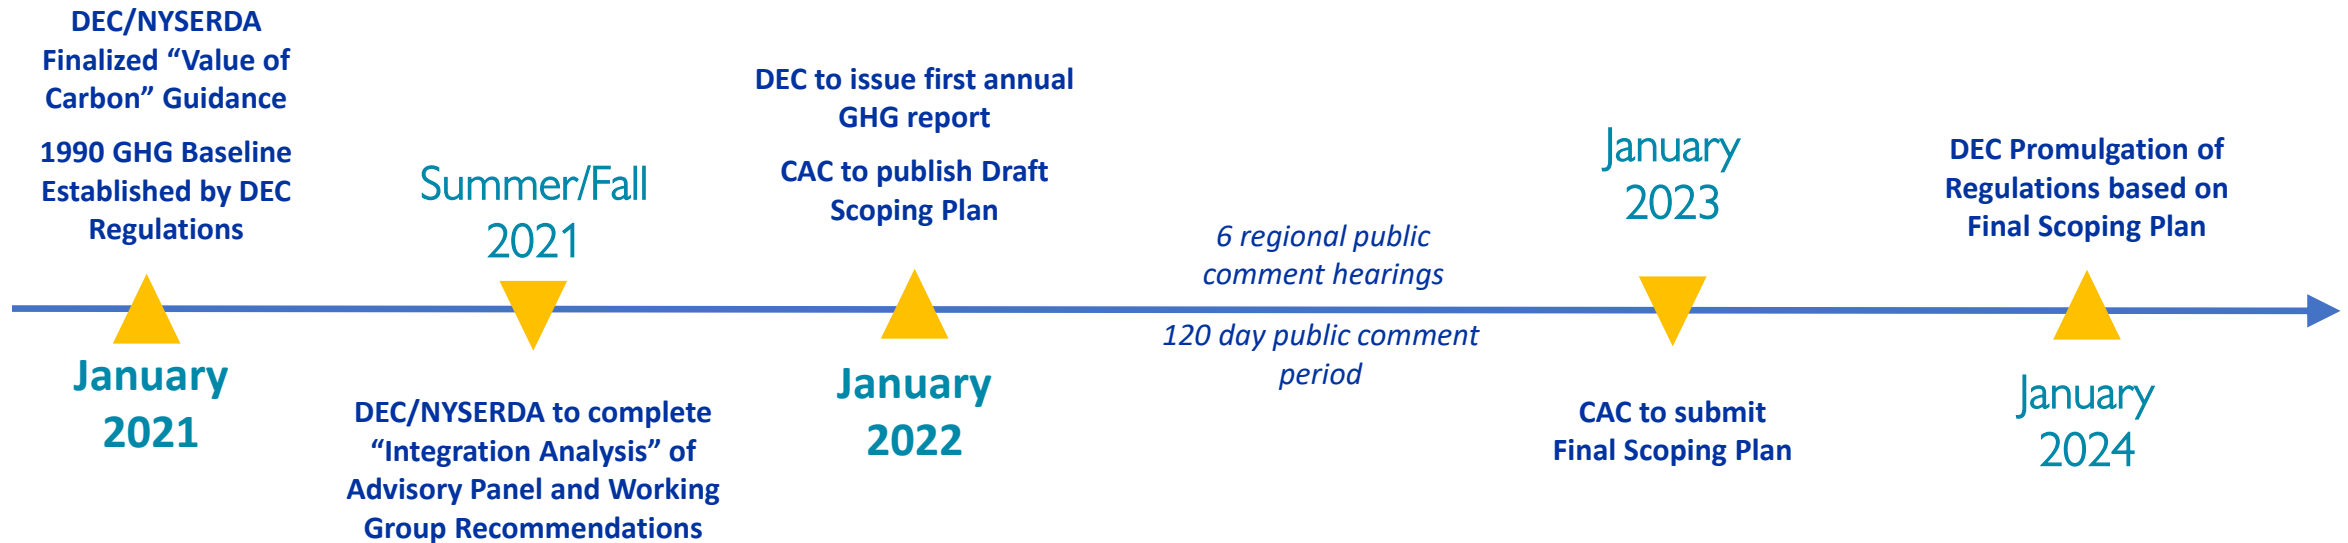 DEC/NYSERDA
Finalized “Value of
Carbon” Guidance
1990 GHG Baseline
Established by DEC
Regulations
January
2021
Summer/Fall
2021
DEC/NYSERDA to complete
“Integration Analysis” of
Advisory Panel and Working
Group Recommendations
DEC to issue first annual
GHG report
CAC to publish Draft
Scoping Plan
January
2022
6 regional public
comment hearings
120 day public comment
period
January
2023
CAC to submit
Final Scoping Plan
DEC Promulgation of
Regulations based on
Final Scoping Plan
January
2024